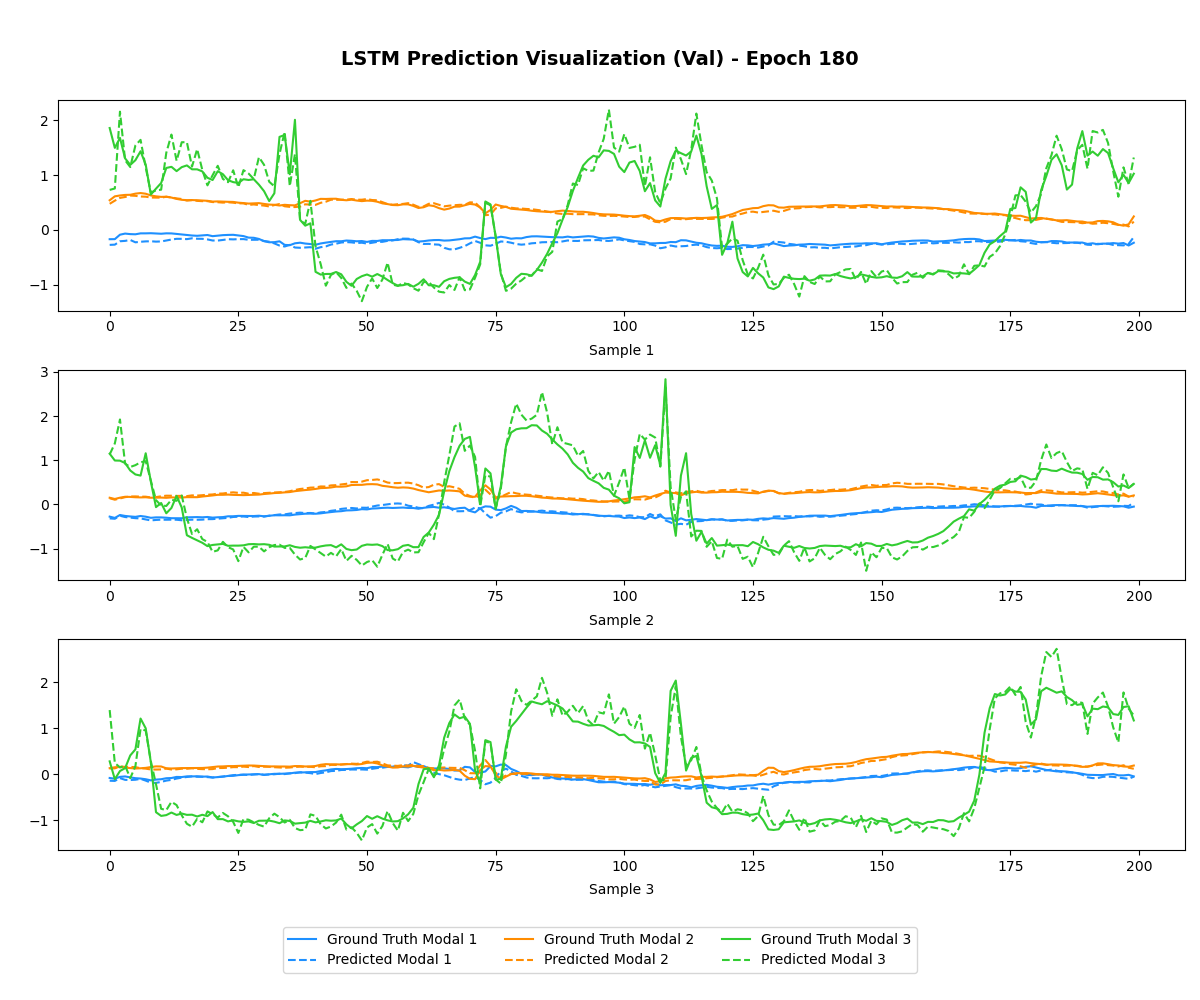 LSTM Prediction Visualization (Val) - Epoch 180
2
1
0
−1
0 25 50 75 100 125 150 175 200
Sample 1
3
2
1
0
−1
0 25 50 75 100 125 150 175 200
Sample 2
2
1
0
−1
0 25 50 75 100 125 150 175 200
Sample 3
Ground Truth Modal 1 Ground Truth Modal 2 Ground Truth Modal 3
Predicted Modal 1 Predicted Modal 2 Predicted Modal 3